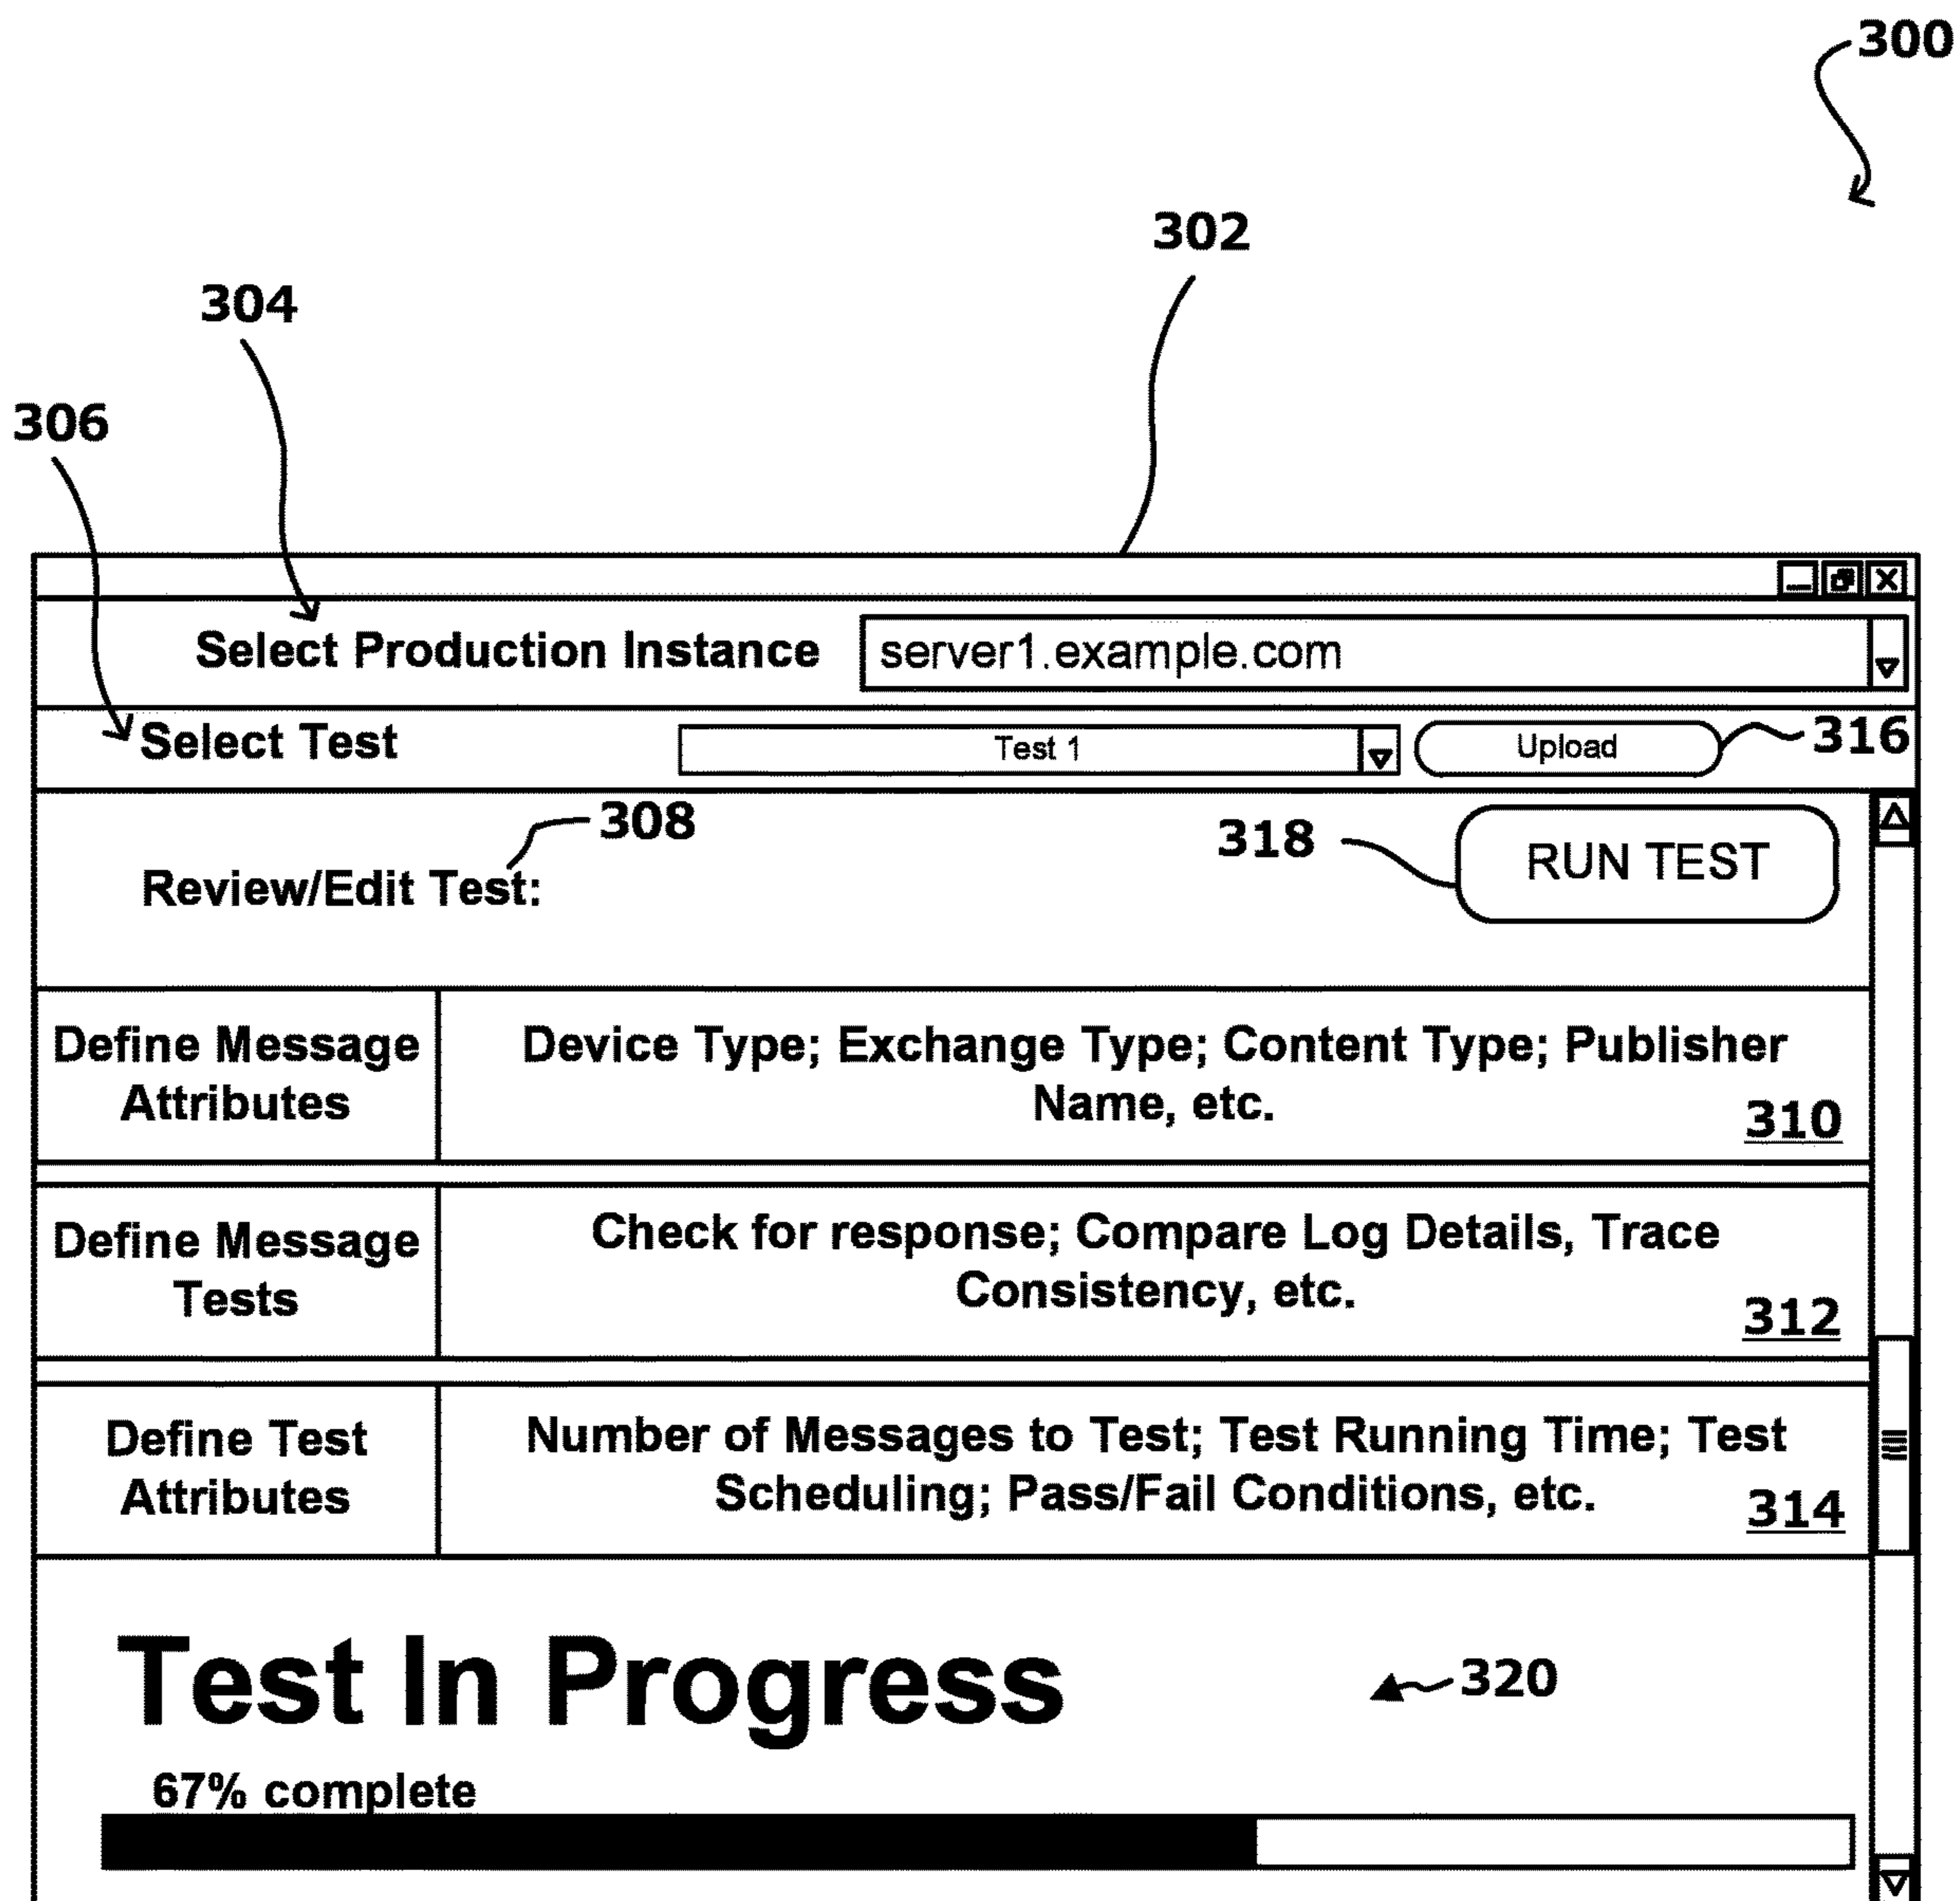 300
302
304
306
Select Production Instance server1.example.com
Select Test Test 1 Upload 316
308
318 RUN TEST
Review/Edit Test:
Define Message
Attributes
Device Type; Exchange Type; Content Type; Publisher
Name, etc.
310
Define Message
Tests
Check for response; Compare Log Details, Trace
Consistency, etc.
312
Define Test
Attributes
Number of Messages to Test; Test Running Time; Test
Scheduling; Pass/Fail Conditions, etc.
314
Test In Progress
320
67% complete